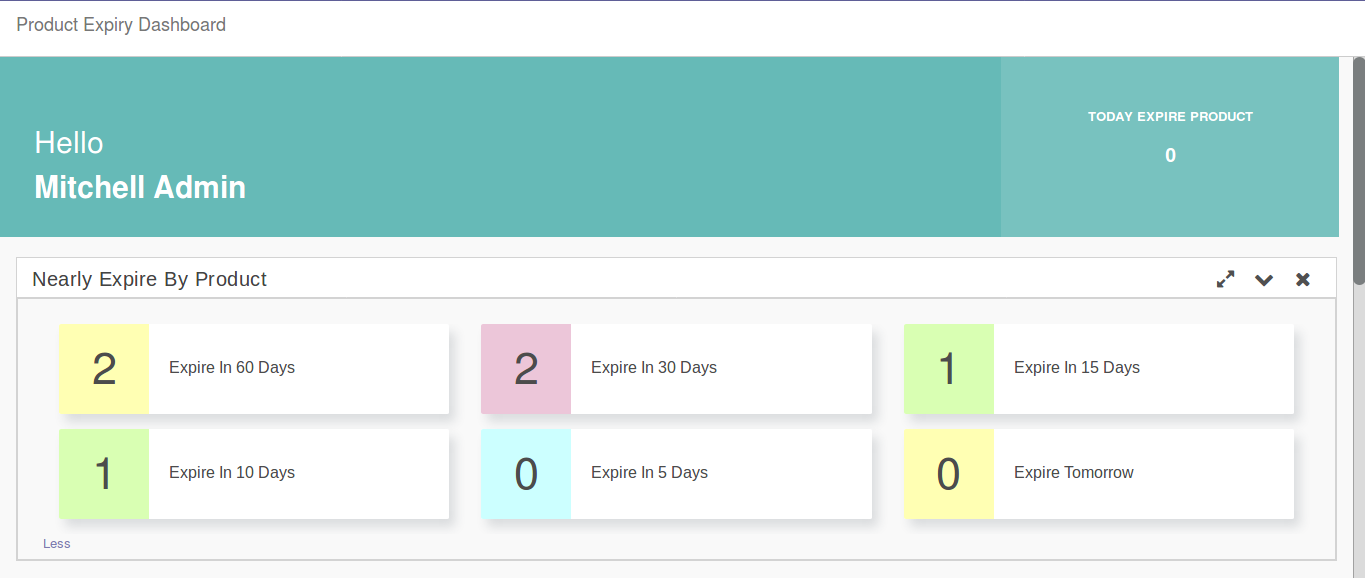 Product Expiry Dashboard
Hello
Mitchell Admin
TODAY EXPIRE PRODUCT
0
Nearly Expire By Product
2 Expire In 60 Days
2 Expire In 30 Days
1 Expire In 15 Days
1 Expire In 10 Days
0 Expire In 5 Days
0 Expire Tomorrow
Less